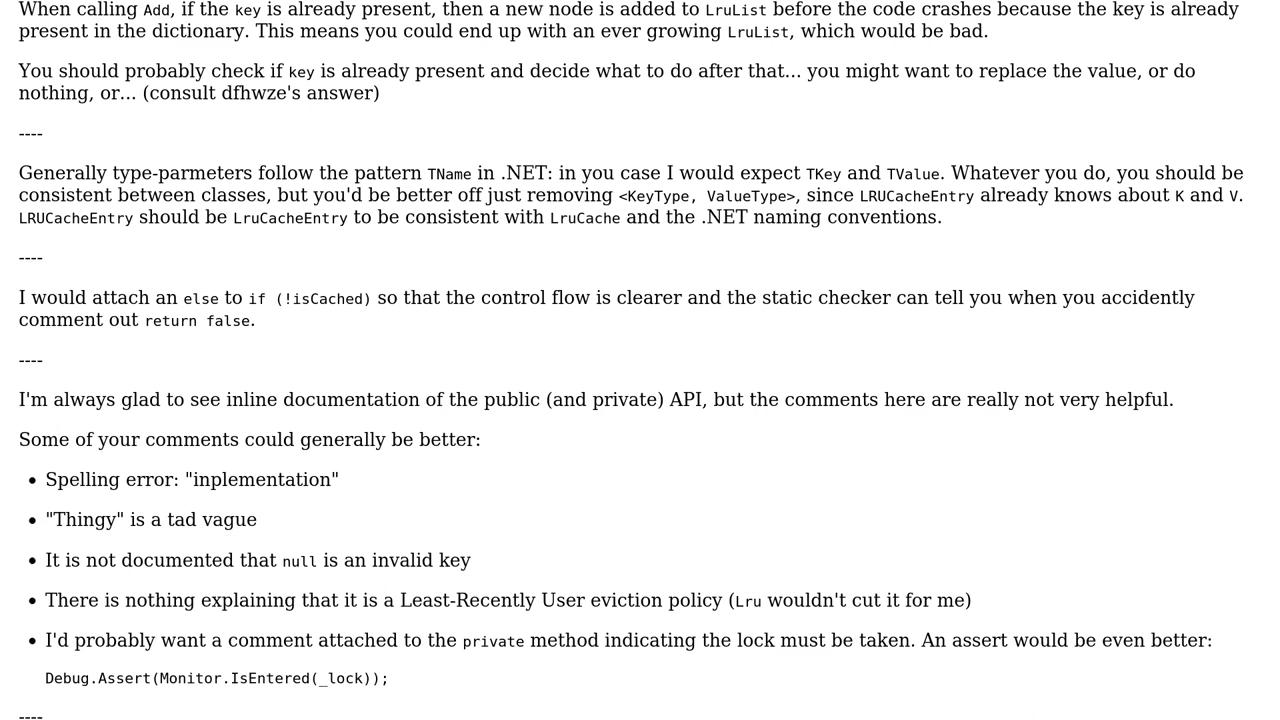 When calling Add, if the key is already present, then a new node is added to LruList before the code crashes because the key is already
present in the dictionary. This means you could end up with an ever growing LruList, which would be bad.
You should probably check if key is already present and decide what to do after that... you might want to replace the value, or do
nothing, or... (consult dfhwze's answer)
----
Generally type-parmeters follow the pattern TName in .NET: in you case I would expect TKey and TValue. Whatever you do, you should be
consistent between classes, but you'd be better off just removing <KeyType, ValueType>, since LRUCacheEntry already knows about K and V.
LRUCacheEntry should be LruCacheEntry to be consistent with LruCache and the .NET naming conventions.
----
I would attach an else to if (!isCached) so that the control flow is clearer and the static checker can tell you when you accidently
comment out return false.
----
I'm always glad to see inline documentation of the public (and private) API, but the comments here are really not very helpful.
Some of your comments could generally be better:
• Spelling error: "inplementation"
• "Thingy" is a tad vague
• It is not documented that null is an invalid key
• There is nothing explaining that it is a Least-Recently User eviction policy (Lru wouldn't cut it for me)
• I'd probably want a comment attached to the private method indicating the lock must be taken. An assert would be even better:
Debug.Assert(Monitor.IsEntered(_lock));
----